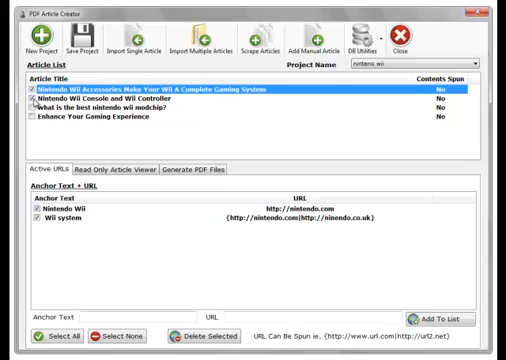 PDF Article Creator
New Project Save Project Import Single Article Import Multiple Articles Scrape Articles Add Manual Article DB Utilities Close
Article List Project Name ninteno wii
Article Title Contents Spun
Nintendo Wii Accessories Make Your Wii A Complete Gaming System No
Nintendo Wii Console and Wii Controller No
what is the best nintendo wii modchip? No
Enhance Your Gaming Experience No
Active URLs Read Only Article Viewer Generate PDF Files
Anchor Text + URL
Anchor Text URL
Nintendo Wii http://nintendo.com
Wii system {http://nintendo.com|http://ninendo.co.uk}
Anchor Text URL Add To List
Select All Select None Delete Selected URL Can Be Spun ie. {http://www.url.com|http://url2.net}